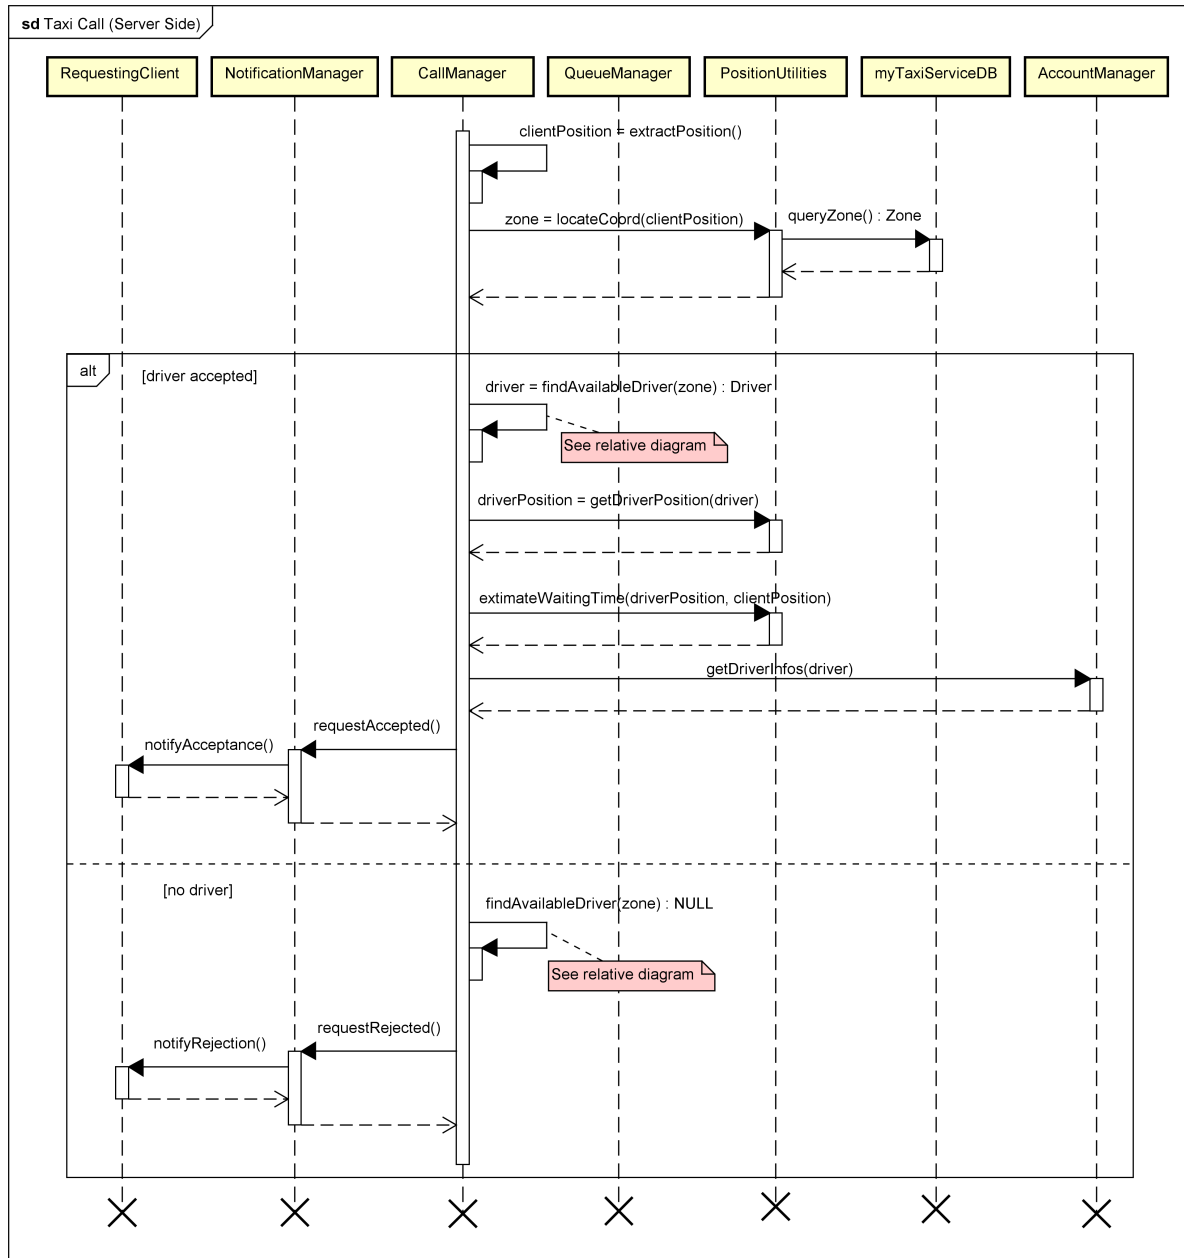 sd Taxi Call (Server Side)
RequestingClient
NotificationManager
CallManager
QueueManager
PositionUtilities
myTaxiServiceDB
AccountManager
clientPosition = extractPosition()
zone = locateCoord(clientPosition)
queryZone() : Zone
alt
[driver accepted]
driver = findAvailableDriver(zone) : Driver
See relative diagram
driverPosition = getDriverPosition(driver)
extimateWaitingTime(driverPosition, clientPosition)
getDriverInfos(driver)
requestAccepted()
notifyAcceptance()
[no driver]
findAvailableDriver(zone) : NULL
See relative diagram
requestRejected()
notifyRejection()